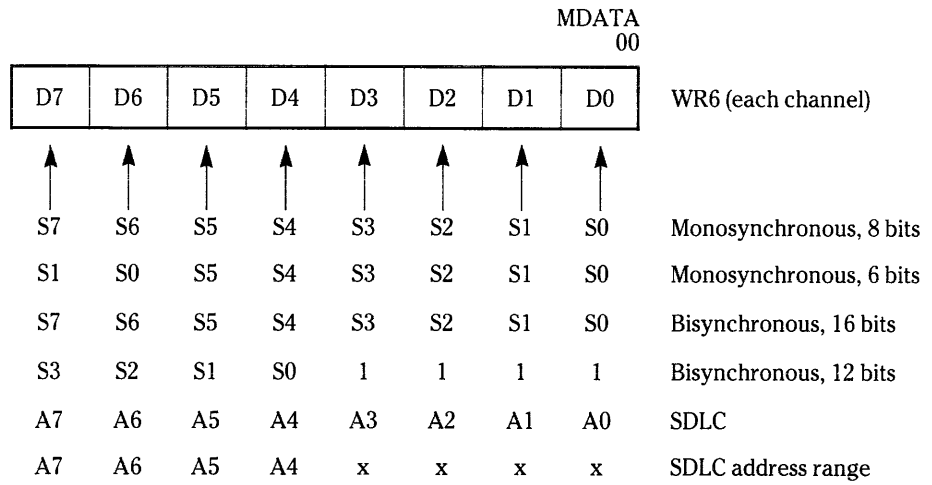 MDATA
00
D7 D6 D5 D4 D3 D2 D1 D0 WR6 (each channel)
S7 S6 S5 S4 S3 S2 S1 S0 Monosynchronous, 8 bits
S1 S0 S5 S4 S3 S2 S1 S0 Monosynchronous, 6 bits
S7 S6 S5 S4 S3 S2 S1 S0 Bisynchronous, 16 bits
S3 S2 S1 S0 1 1 1 1 Bisynchronous, 12 bits
A7 A6 A5 A4 A3 A2 A1 A0 SDLC
A7 A6 A5 A4 x x x x SDLC address range